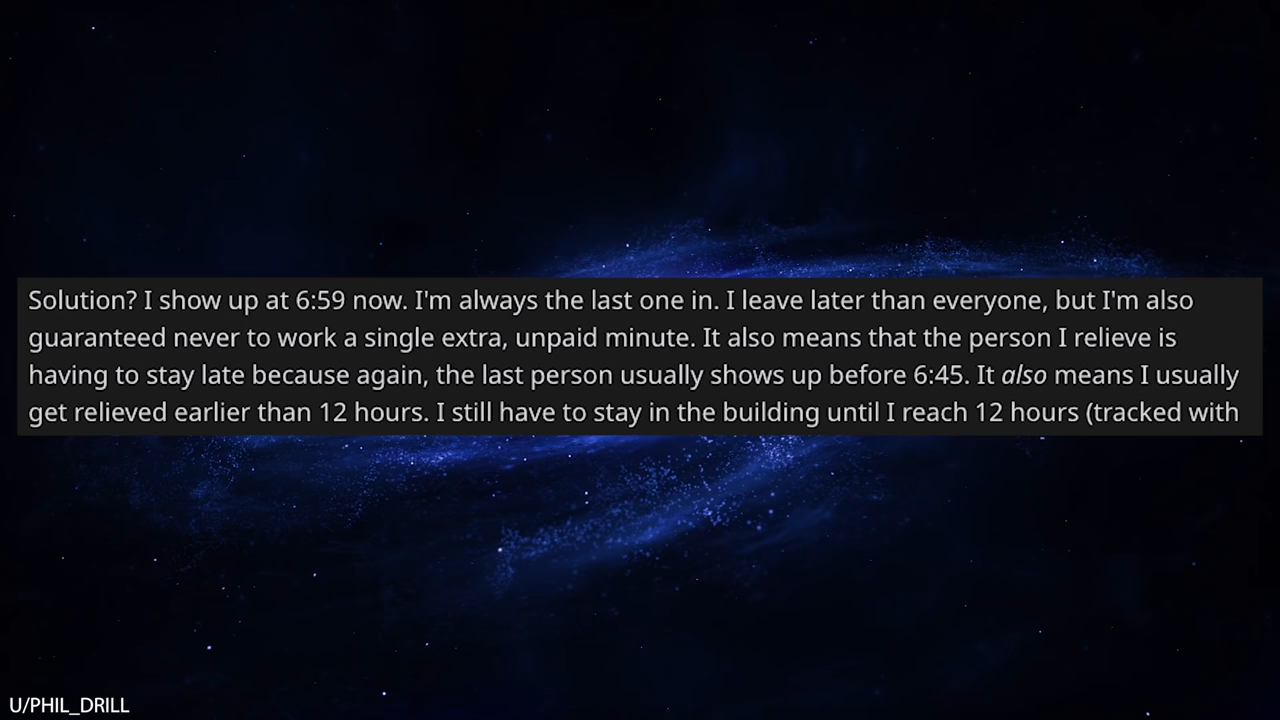 Solution? I show up at 6:59 now. I'm always the last one in. I leave later than everyone, but I'm also
guaranteed never to work a single extra, unpaid minute. It also means that the person I relieve is
having to stay late because again, the last person usually shows up before 6:45. It also means I usually
get relieved earlier than 12 hours. I still have to stay in the building until I reach 12 hours (tracked with
U/PHIL_DRILL